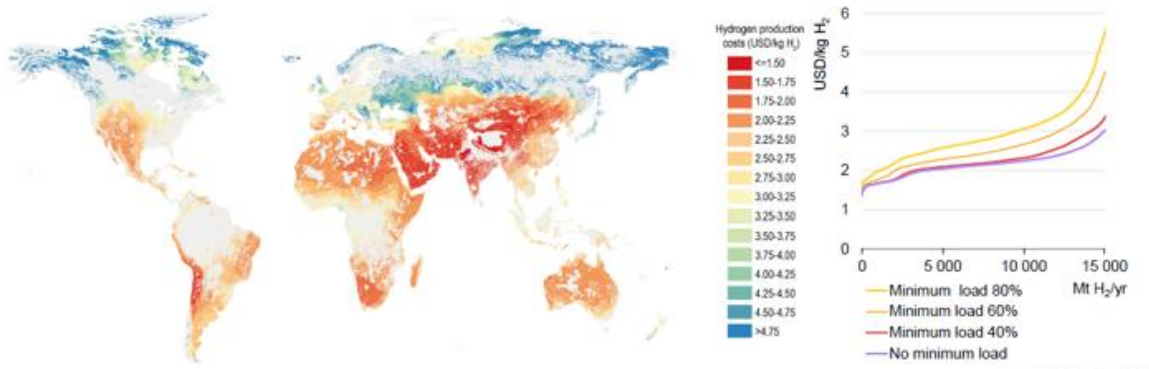 Hydrogen production
costs (USD/kg H₂)
<=1.50
1.50-1.75
1.75-2.00
2.00-2.25
2.25-2.50
2.50-2.75
2.75-3.00
3.00-3.25
3.25-3.50
3.50-3.75
3.75-4.00
4.00-4.25
4.25-4.50
4.50-4.75
>4.75
USD/kg H₂
6
5
4
3
2
1
0
0 5 000 10 000 15 000
Mt H₂/yr
Minimum load 80%
Minimum load 60%
Minimum load 40%
No minimum load